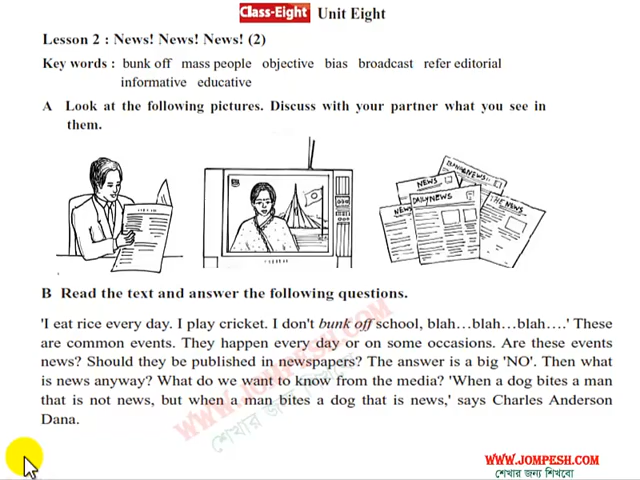 Class-Eight Unit Eight
Lesson 2 : News! News! News! (2)
Key words : bunk off mass people objective bias broadcast refer editorial
informative educative
A Look at the following pictures. Discuss with your partner what you see in
them.
NEWS
DAILY NEWS
NEWS
THE NEWS
B Read the text and answer the following questions.
'I eat rice every day. I play cricket. I don't bunk off school, blah…blah…blah….' These
are common events. They happen every day or on some occasions. Are these events
news? Should they be published in newspapers? The answer is a big 'NO'. Then what
is news anyway? What do we want to know from the media? 'When a dog bites a man
that is not news, but when a man bites a dog that is news,' says Charles Anderson
Dana.
WWW.JOMPESH.COM
শেখার জন্য শিখবো
WWW.JOMPESH.COM
শেখার জন্য শিখবো